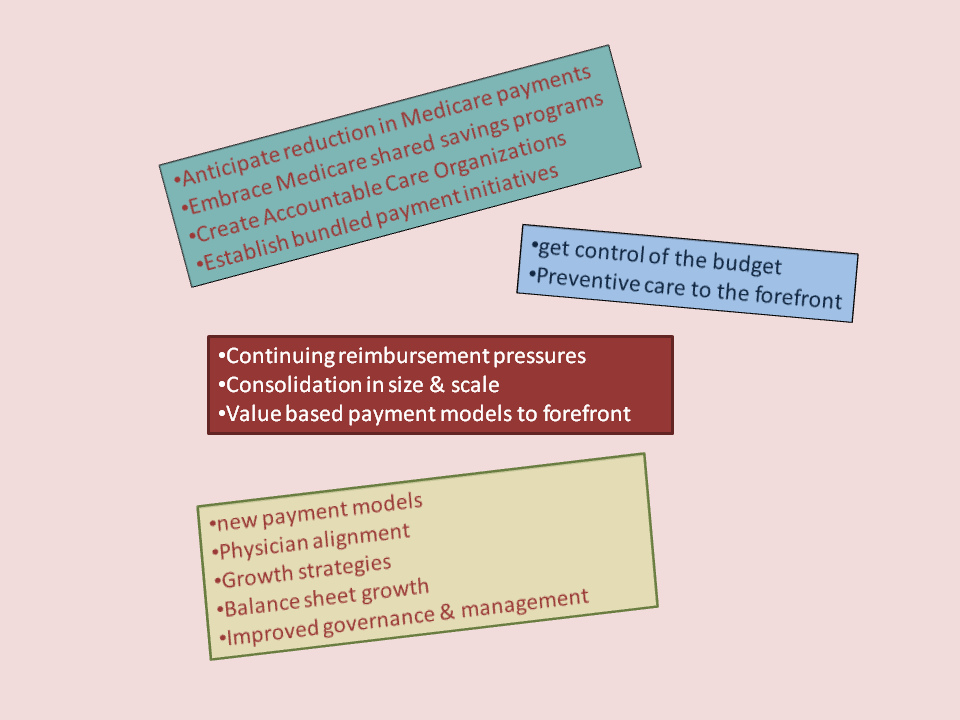 •Anticipate reduction in Medicare payments
•Embrace Medicare shared savings programs
•Create Accountable Care Organizations
•Establish bundled payment initiatives
•get control of the budget
•Preventive care to the forefront
•Continuing reimbursement pressures
•Consolidation in size & scale
•Value based payment models to forefront
•new payment models
•Physician alignment
•Growth strategies
•Balance sheet growth
•Improved governance & management